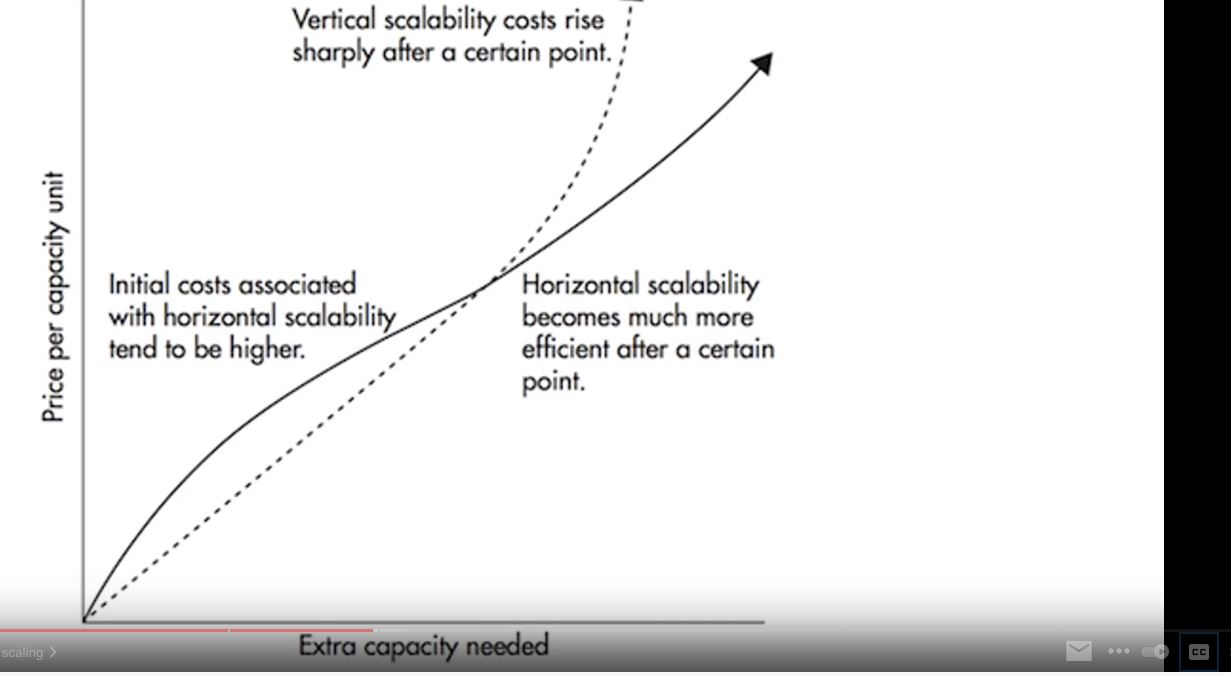 Vertical scalability costs rise
sharply after a certain point.
Price per capacity unit
Initial costs associated
with horizontal scalability
tend to be higher.
Horizontal scalability
becomes much more
efficient after a certain
point.
Extra capacity needed
scaling
CC